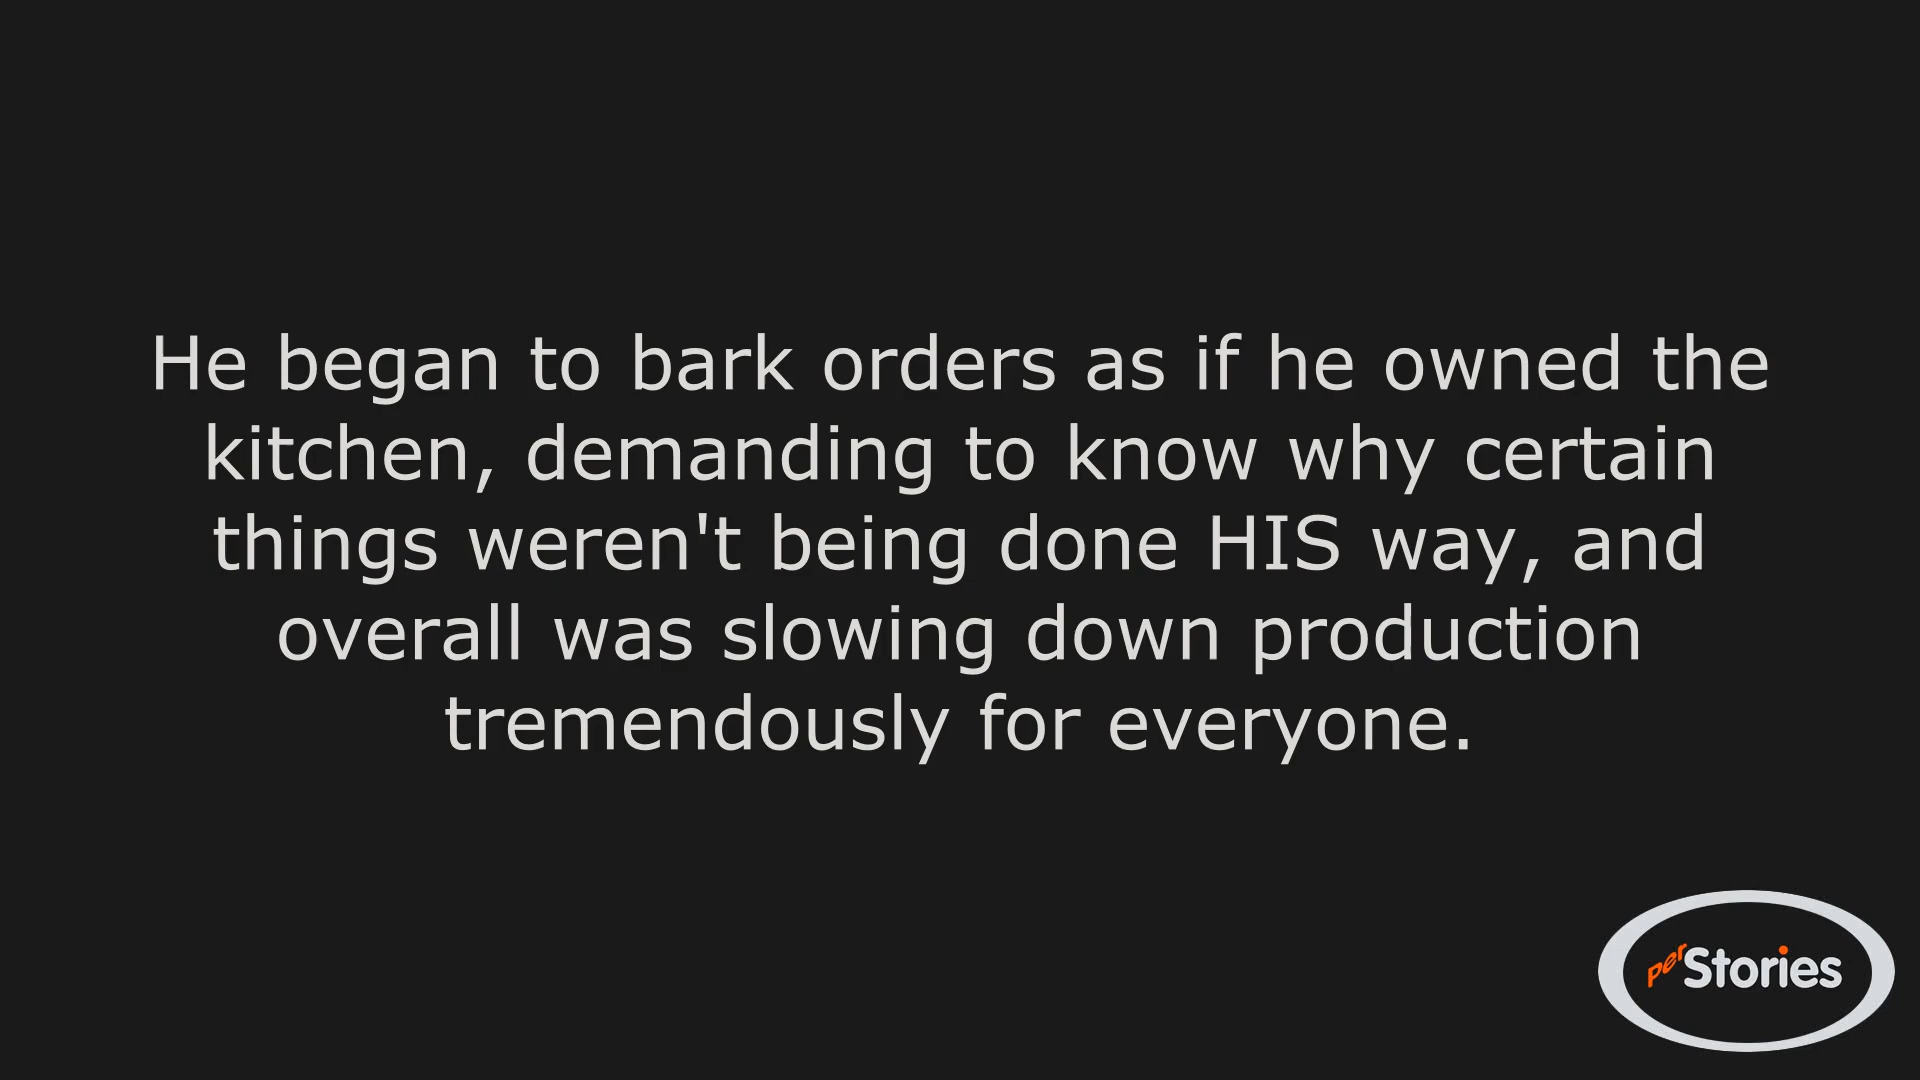 He began to bark orders as if he owned the
kitchen, demanding to know why certain
things weren't being done HIS way, and
overall was slowing down production
tremendously for everyone.
perStories